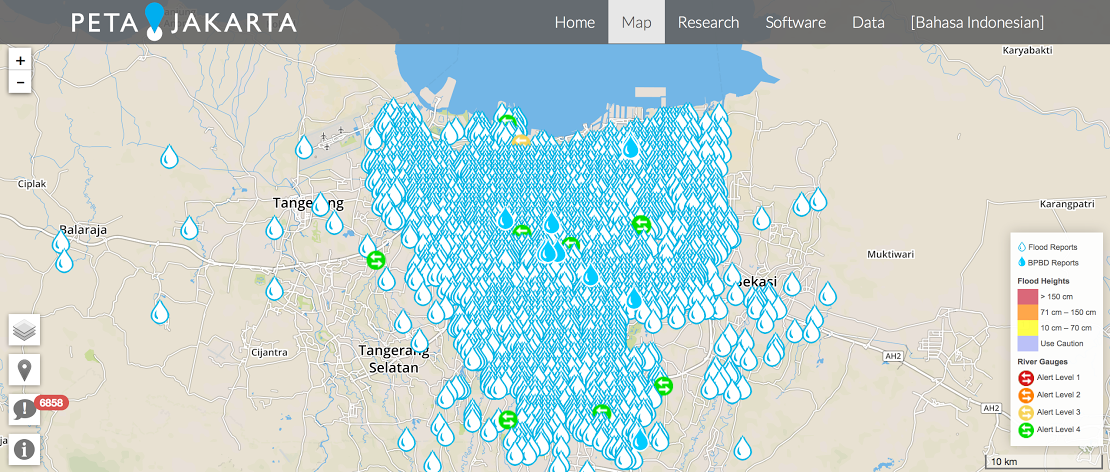 PETA JAKARTA
Home
Map
Research
Software
Data
[Bahasa Indonesian]
+
-
Karyabakti
Ciplak
Tangerang
Karangpatri
Balaraja
Muktiwari
Bekasi
Flood Reports
BPBD Reports
Flood Heights
> 150 cm
71 cm – 150 cm
10 cm – 70 cm
Use Caution
Cijantra
Tangerang
Selatan
AH2
River Gauges
Alert Level 1
Alert Level 2
Alert Level 3
Alert Level 4
6858
AH2
10 km